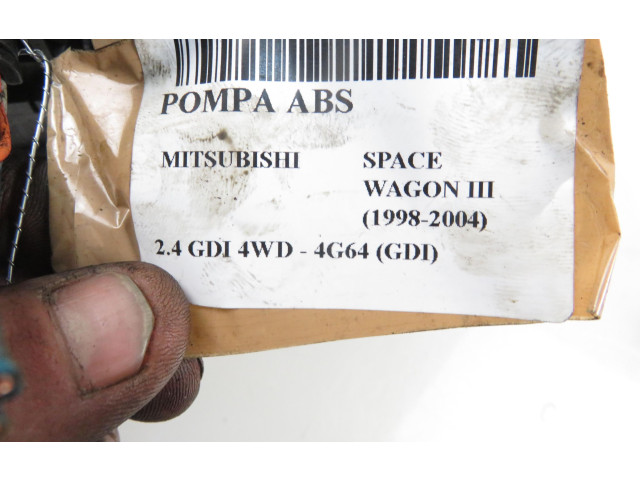 POMPA ABS
MITSUBISHI SPACE
WAGON III
(1998-2004)
2.4 GDI 4WD - 4G64 (GDI)